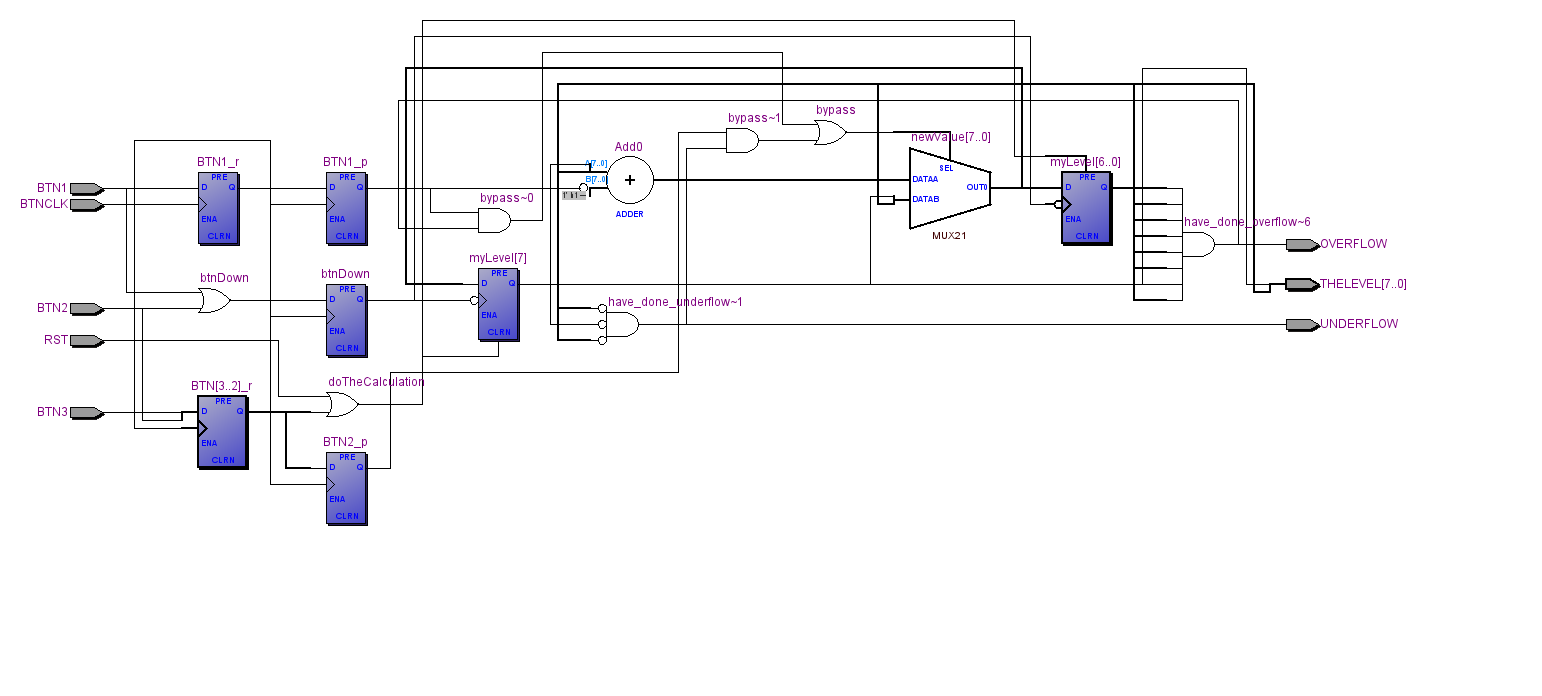 bypass~1
bypass
newValue[7..0]
SEL
DATAA
DATAB
OUT0
MUX21
Add0
A[7..0]
B[7..0]
+
ADDER
bypass~0
BTN1_r
PRE
D Q
ENA
CLRN
BTN1_p
PRE
D Q
ENA
CLRN
myLevel[6..0]
PRE
D Q
ENA
CLRN
BTN1
BTNCLK
have_done_overflow~6
OVERFLOW
myLevel[7]
PRE
D Q
ENA
CLRN
btnDown
btnDown
PRE
D Q
ENA
CLRN
THELEVEL[7..0]
have_done_underflow~1
BTN2
UNDERFLOW
RST
BTN[3..2]_r
PRE
D Q
ENA
CLRN
doTheCalculation
BTN3
BTN2_p
PRE
D Q
ENA
CLRN